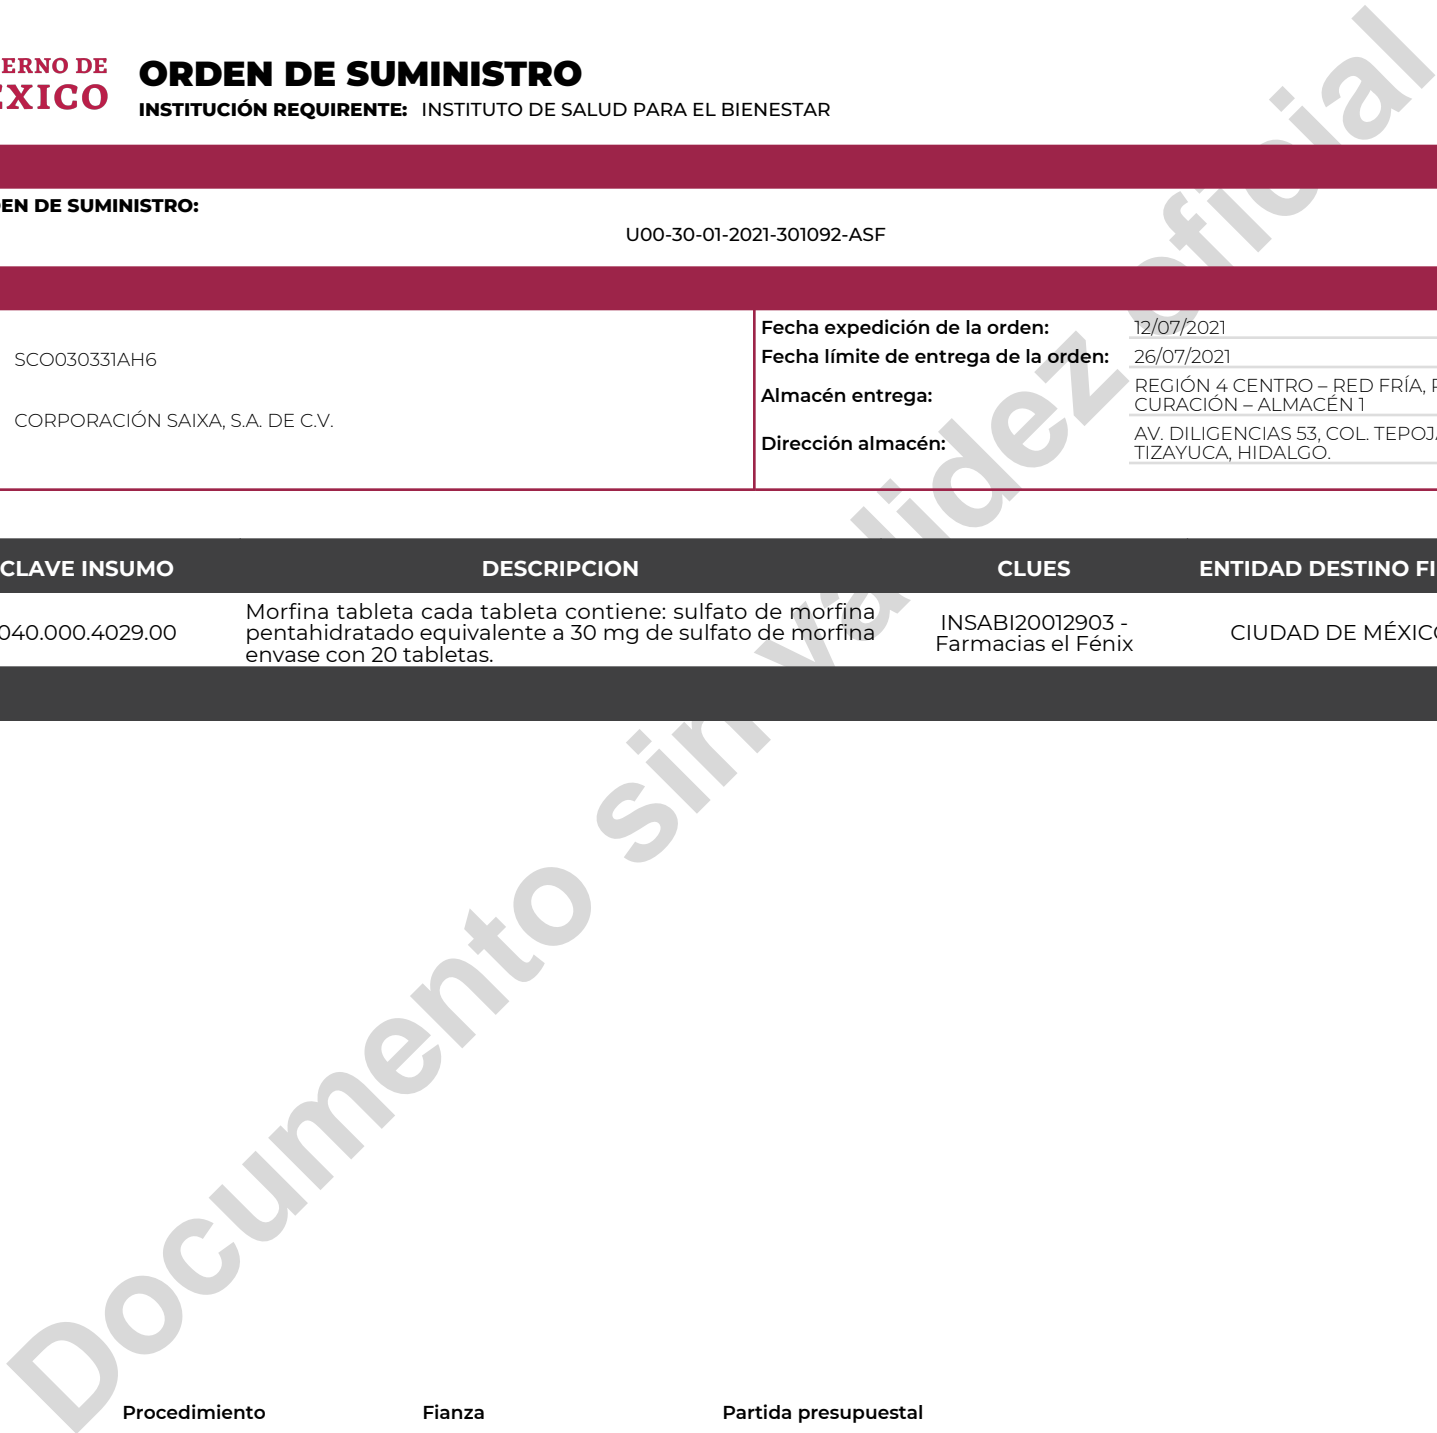 ERNO DE
EXICO
ORDEN DE SUMINISTRO
INSTITUCIÓN REQUIRENTE: INSTITUTO DE SALUD PARA EL BIENESTAR
EN DE SUMINISTRO:
U00-30-01-2021-301092-ASF
SCO030331AH6
CORPORACIÓN SAIXA, S.A. DE C.V.
Fecha expedición de la orden: 12/07/2021
Fecha límite de entrega de la orden: 26/07/2021
Almacén entrega: REGIÓN 4 CENTRO – RED FRÍA,
CURACIÓN – ALMACÉN 1
Dirección almacén: AV. DILIGENCIAS 53, COL. TEPOJ
TIZAYUCA, HIDALGO.
CLAVE INSUMO DESCRIPCION CLUES ENTIDAD DESTINO FI
040.000.4029.00
Morfina tableta cada tableta contiene: sulfato de morfina
pentahidratado equivalente a 30 mg de sulfato de morfina
envase con 20 tabletas.
INSABI20012903 -
Farmacias el Fénix
CIUDAD DE MÉXICO
Documento sin validez oficial
Procedimiento Fianza Partida presupuestal